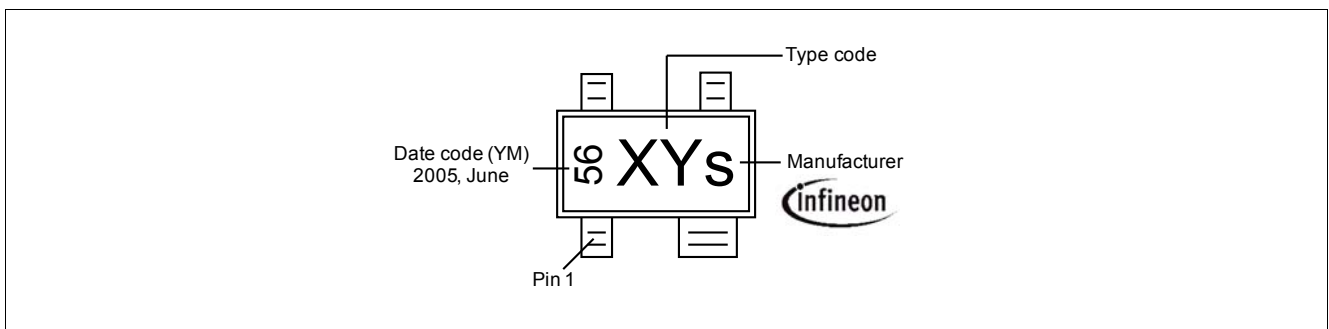 Type code
Date code (YM)
2005, June
56
XYs
Manufacturer
infineon
Pin 1